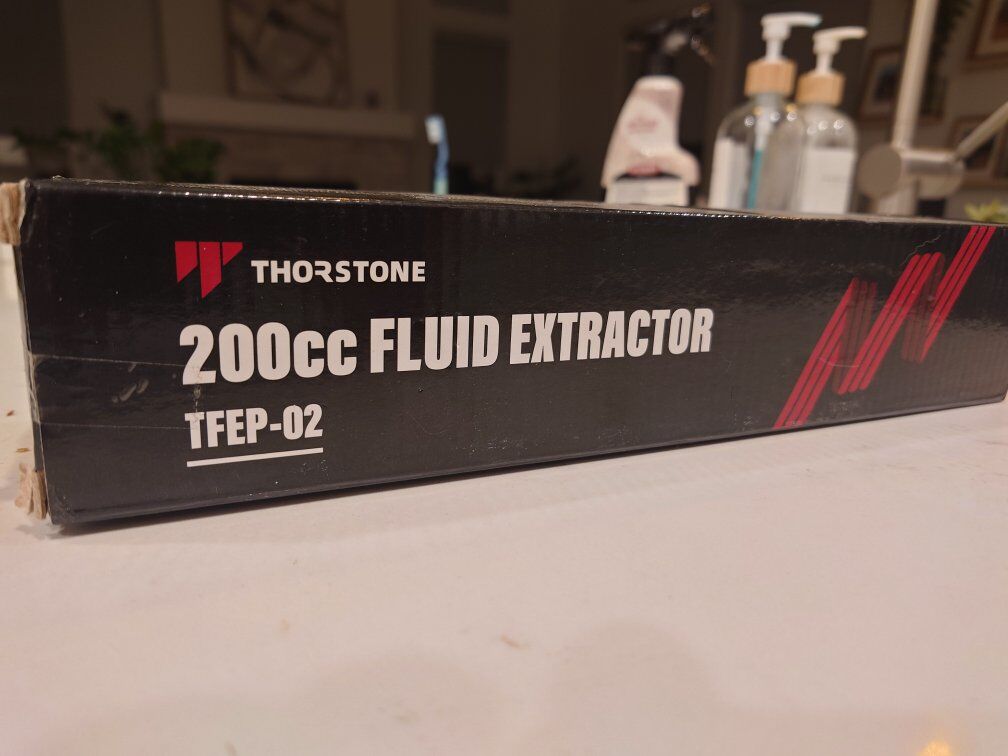 THORSTONE
200cc FLUID EXTRACTOR
TFEP-02